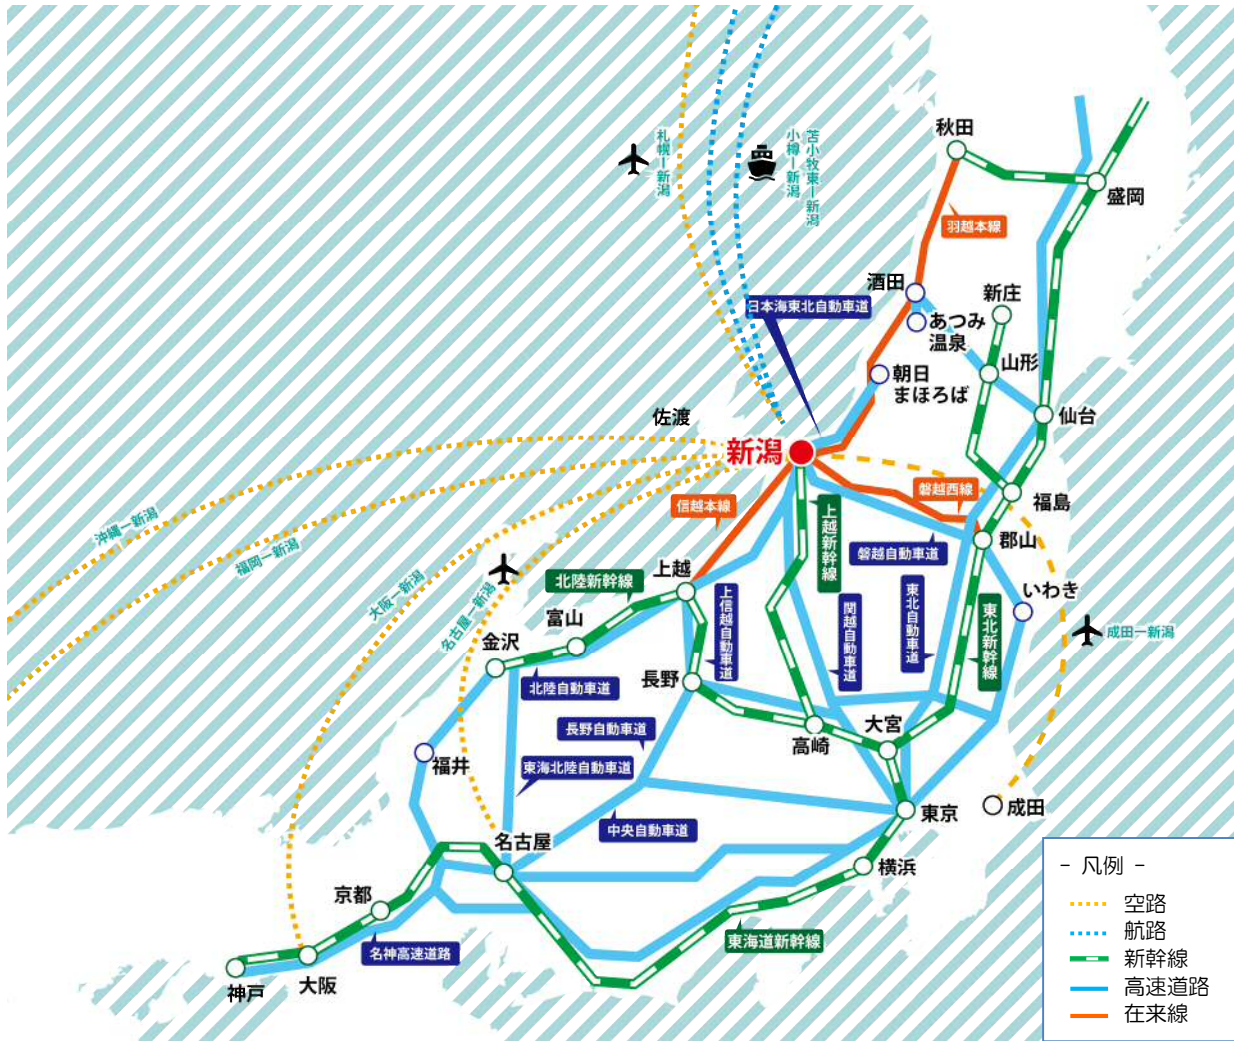 札幌ー新潟
小樽ー新潟
苫小牧東ー新潟
秋田
盛岡
羽越本線
酒田
新庄
日本海東北自動車道
あつみ
温泉
山形
朝日
まほろば
佐渡
仙台
新潟
磐越西線
福島
信越本線
上越新幹線
沖縄ー新潟
福岡ー新潟
磐越自動車道
郡山
大阪ー新潟
名古屋ー新潟
北陸新幹線
上越
上信越自動車道
関越自動車道
東北自動車道
東北新幹線
いわき
成田ー新潟
富山
金沢
北陸自動車道
長野
長野自動車道
高崎
大宮
福井
東海北陸自動車道
中央自動車道
東京
成田
名古屋
横浜
京都
名神高速道路
東海道新幹線
大阪
神戸
- 凡例 -
空路
航路
新幹線
高速道路
在来線